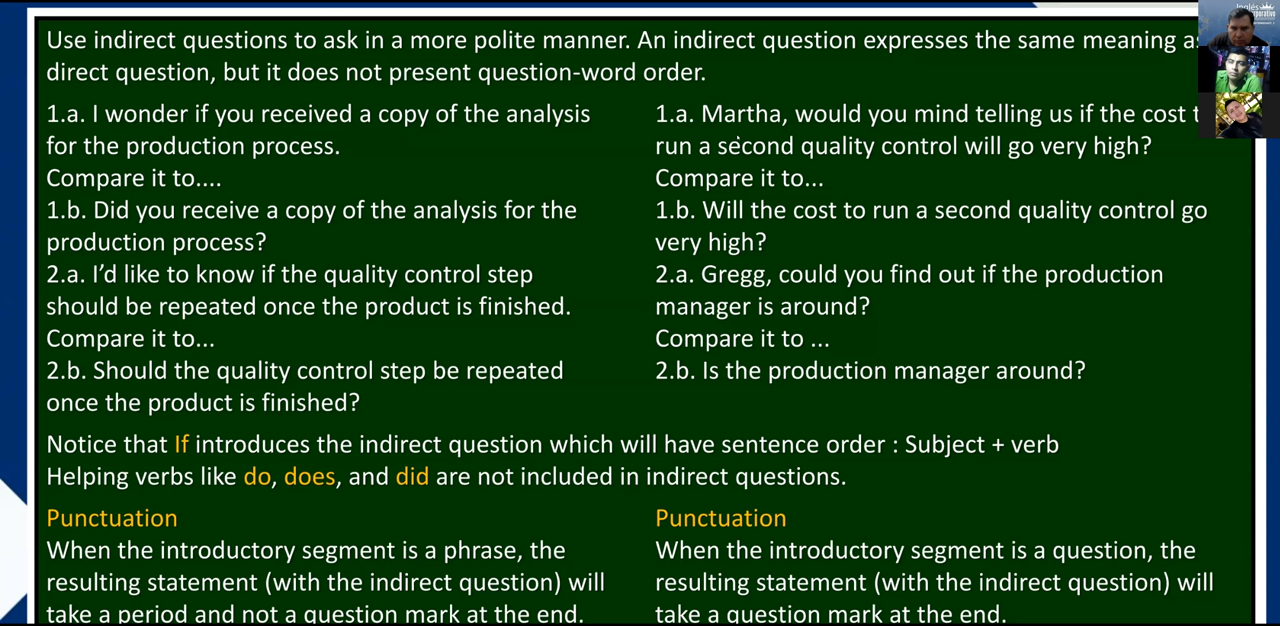 Use indirect questions to ask in a more polite manner. An indirect question expresses the same meaning as
direct question, but it does not present question-word order.
1.a. I wonder if you received a copy of the analysis
for the production process.
Compare it to....
1.b. Did you receive a copy of the analysis for the
production process?
2.a. I’d like to know if the quality control step
should be repeated once the product is finished.
Compare it to...
2.b. Should the quality control step be repeated
once the product is finished?
1.a. Martha, would you mind telling us if the cost
run a second quality control will go very high?
Compare it to...
1.b. Will the cost to run a second quality control go
very high?
2.a. Gregg, could you find out if the production
manager is around?
Compare it to ...
2.b. Is the production manager around?
Notice that If introduces the indirect question which will have sentence order : Subject + verb
Helping verbs like do, does, and did are not included in indirect questions.
Punctuation
When the introductory segment is a phrase, the
resulting statement (with the indirect question) will
take a period and not a question mark at the end.
Punctuation
When the introductory segment is a question, the
resulting statement (with the indirect question) will
take a question mark at the end.
Inglés